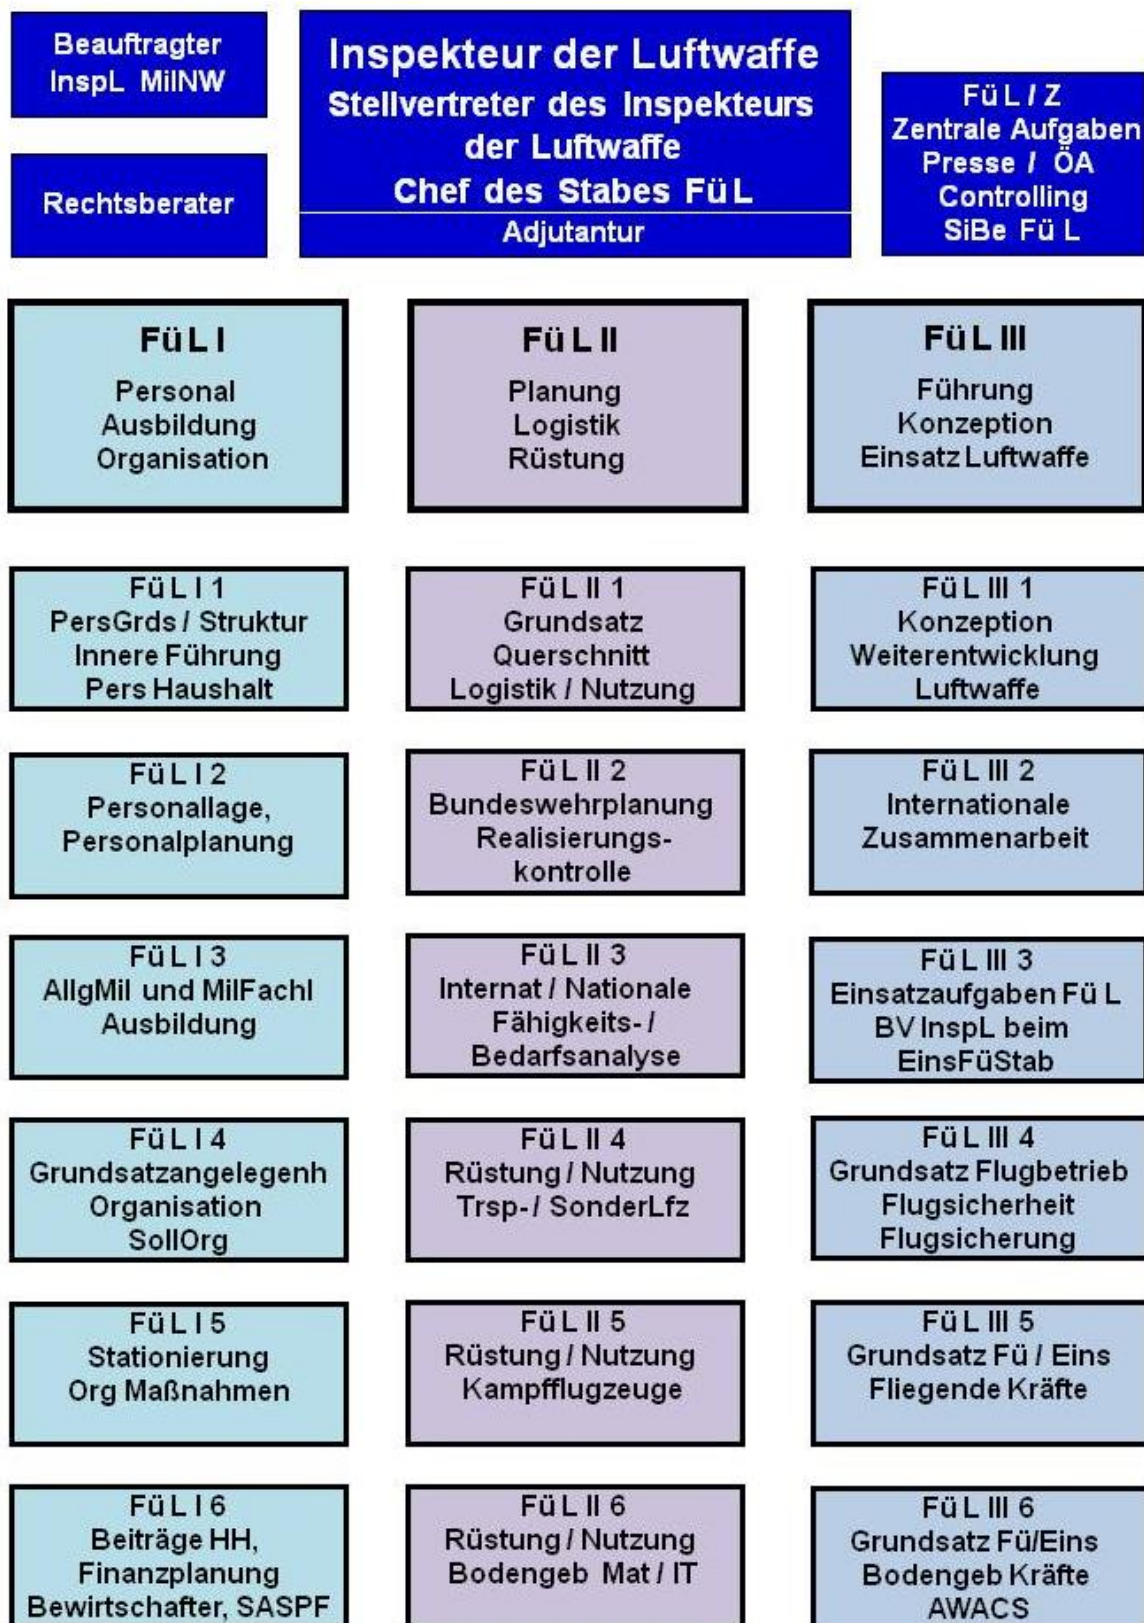 Beauftragter
InspL MilNW
Rechtsberater
Inspekteur der Luftwaffe
Stellvertreter des Inspekteurs
der Luftwaffe
Chef des Stabes Fü L
Adjutantur
Fü L / Z
Zentrale Aufgaben
Presse / ÖA
Controlling
SiBe Fü L
Fü L I
Personal
Ausbildung
Organisation
Fü L II
Planung
Logistik
Rüstung
Fü L III
Führung
Konzeption
Einsatz Luftwaffe
Fü L I 1
PersGrds / Struktur
Innere Führung
Pers Haushalt
Fü L II 1
Grundsatz
Querschnitt
Logistik / Nutzung
Fü L III 1
Konzeption
Weiterentwicklung
Luftwaffe
Fü L I 2
Personallage,
Personalplanung
Fü L II 2
Bundeswehrplanung
Realisierungs-
kontrolle
Fü L III 2
Internationale
Zusammenarbeit
Fü L I 3
AllgMil und MilFachl
Ausbildung
Fü L II 3
Internat / Nationale
Fähigkeits- /
Bedarfsanalyse
Fü L III 3
Einsatzaufgaben Fü L
BV InspL beim
EinsFüStab
Fü L I 4
Grundsatzangelegenh
Organisation
SollOrg
Fü L II 4
Rüstung / Nutzung
Trsp- / SonderLfz
Fü L III 4
Grundsatz Flugbetrieb
Flugsicherheit
Flugsicherung
Fü L I 5
Stationierung
Org Maßnahmen
Fü L II 5
Rüstung / Nutzung
Kampfflugzeuge
Fü L III 5
Grundsatz Fü / Eins
Fliegende Kräfte
Fü L I 6
Beiträge HH,
Finanzplanung
Bewirtschafter, SASPF
Fü L II 6
Rüstung / Nutzung
Bodengeb Mat / IT
Fü L III 6
Grundsatz Fü/Eins
Bodengeb Kräfte
AWACS